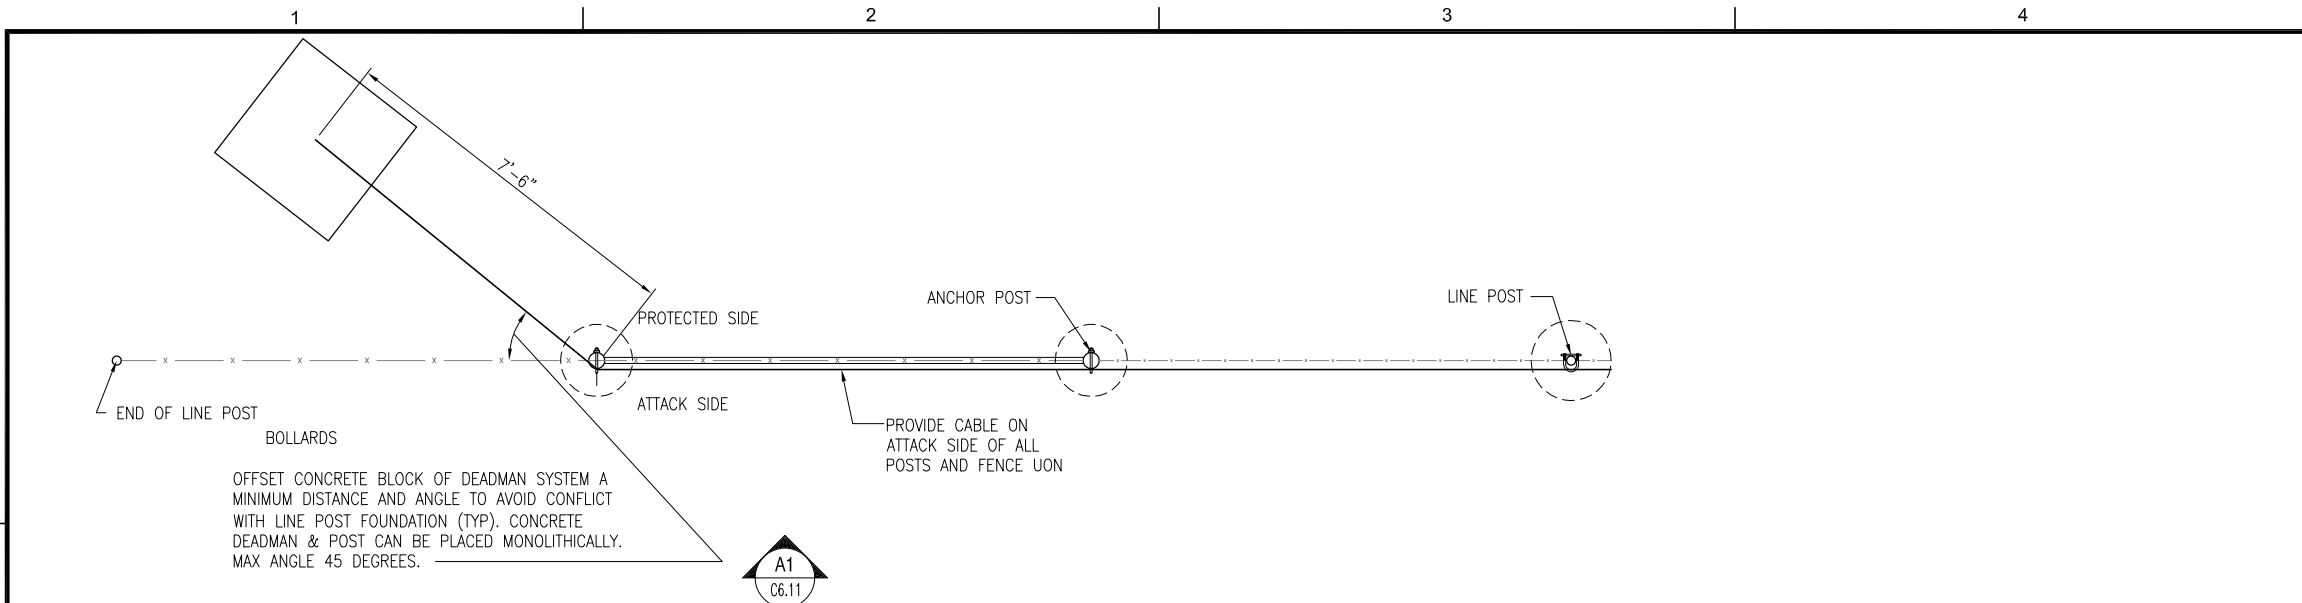 1
2
3
4
7'-6"
PROTECTED SIDE
ANCHOR POST
LINE POST
END OF LINE POST
ATTACK SIDE
BOLLARDS
PROVIDE CABLE ON
ATTACK SIDE OF ALL
POSTS AND FENCE UON
OFFSET CONCRETE BLOCK OF DEADMAN SYSTEM A
MINIMUM DISTANCE AND ANGLE TO AVOID CONFLICT
WITH LINE POST FOUNDATION (TYP). CONCRETE
DEADMAN & POST CAN BE PLACED MONOLITHICALLY.
MAX ANGLE 45 DEGREES.
A1
C6.11